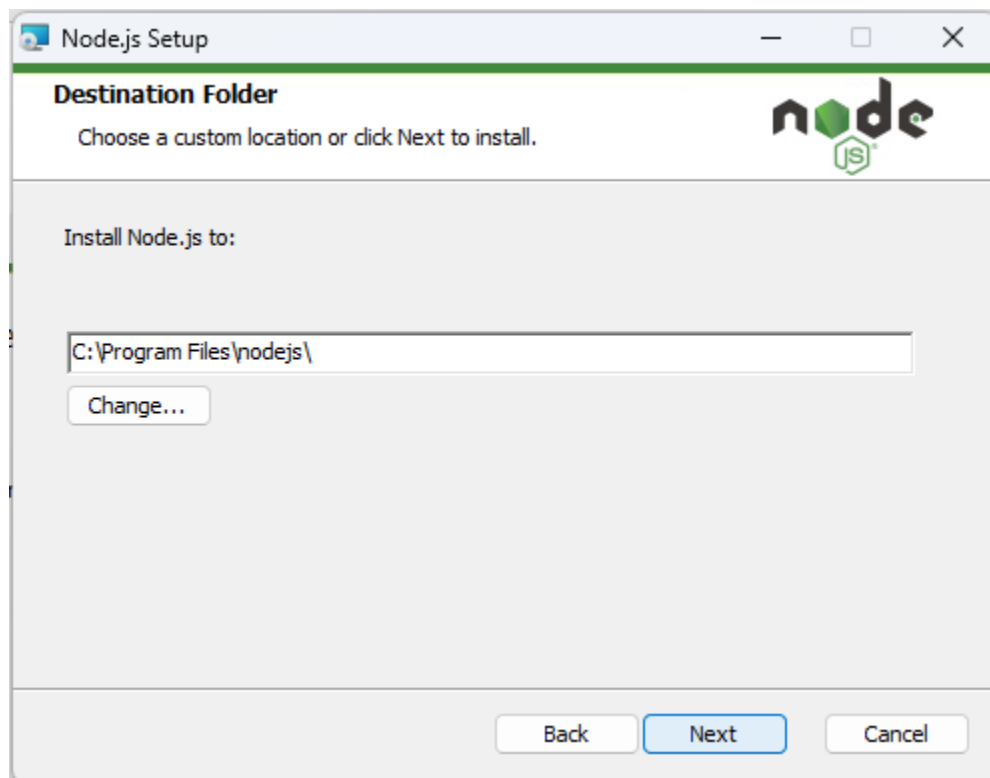 Node.js Setup
Destination Folder
Choose a custom location or click Next to install.
node
JS
Install Node.js to:
C:\Program Files\nodejs\
Change...
Back
Next
Cancel